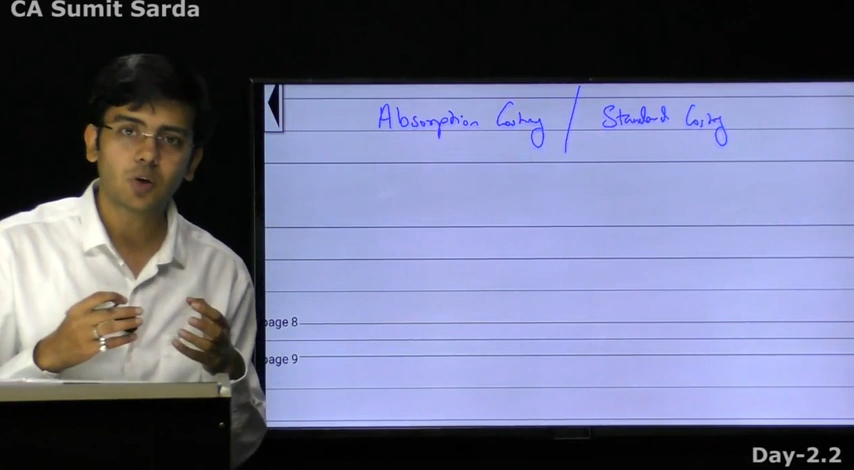 CA Sumit Sarda
Absorption Costing / Standard Costing
page 8
page 9
Day-2.2